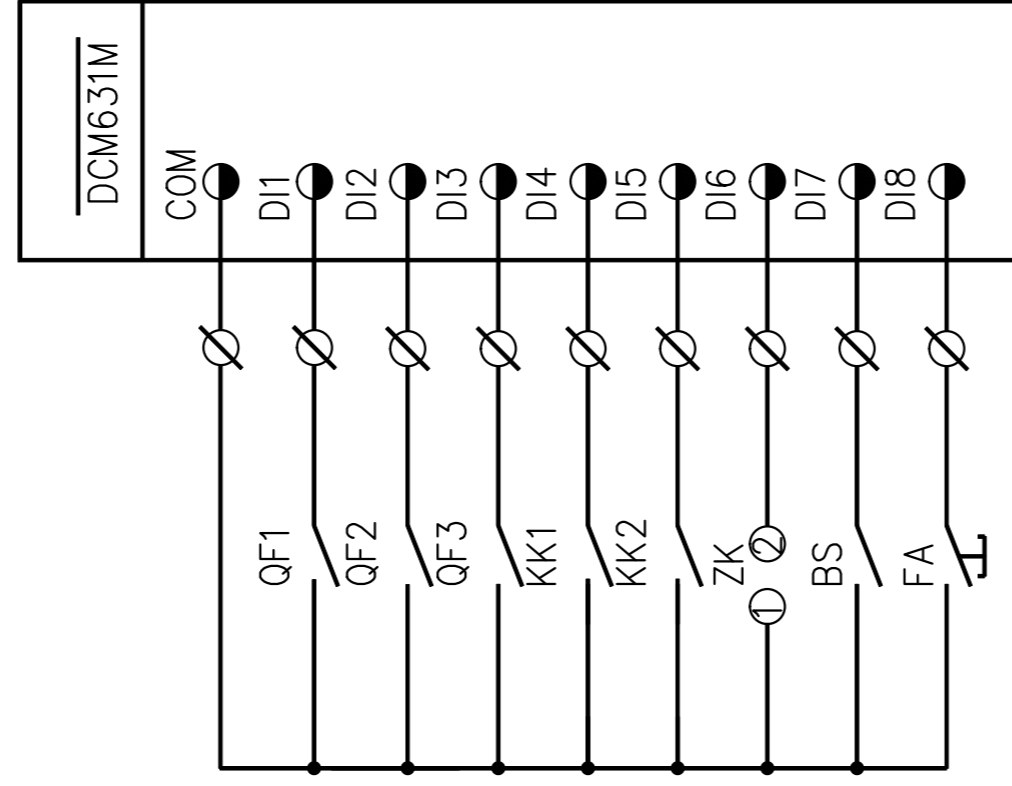 DCM631M
COM
DI1
DI2
DI3
DI4
DI5
DI6
DI7
DI8
QF1
QF2
QF3
KK1
KK2
ZK
BS
FA
2
1